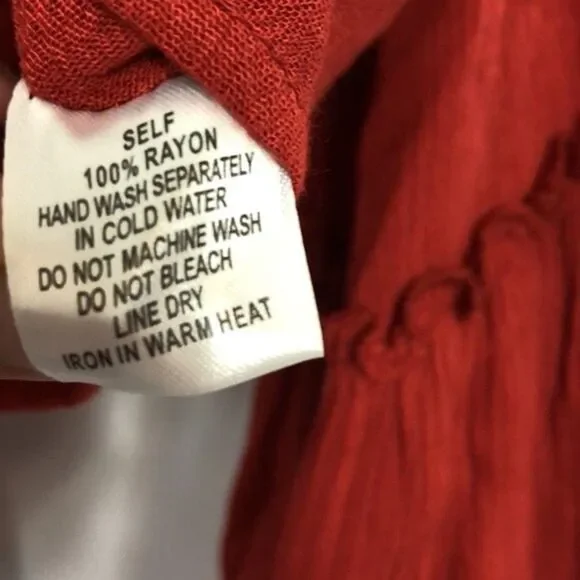 SELF
100% RAYON
HAND WASH SEPARATELY
IN COLD WATER
DO NOT MACHINE WASH
DO NOT BLEACH
LINE DRY
IRON IN WARM HEAT